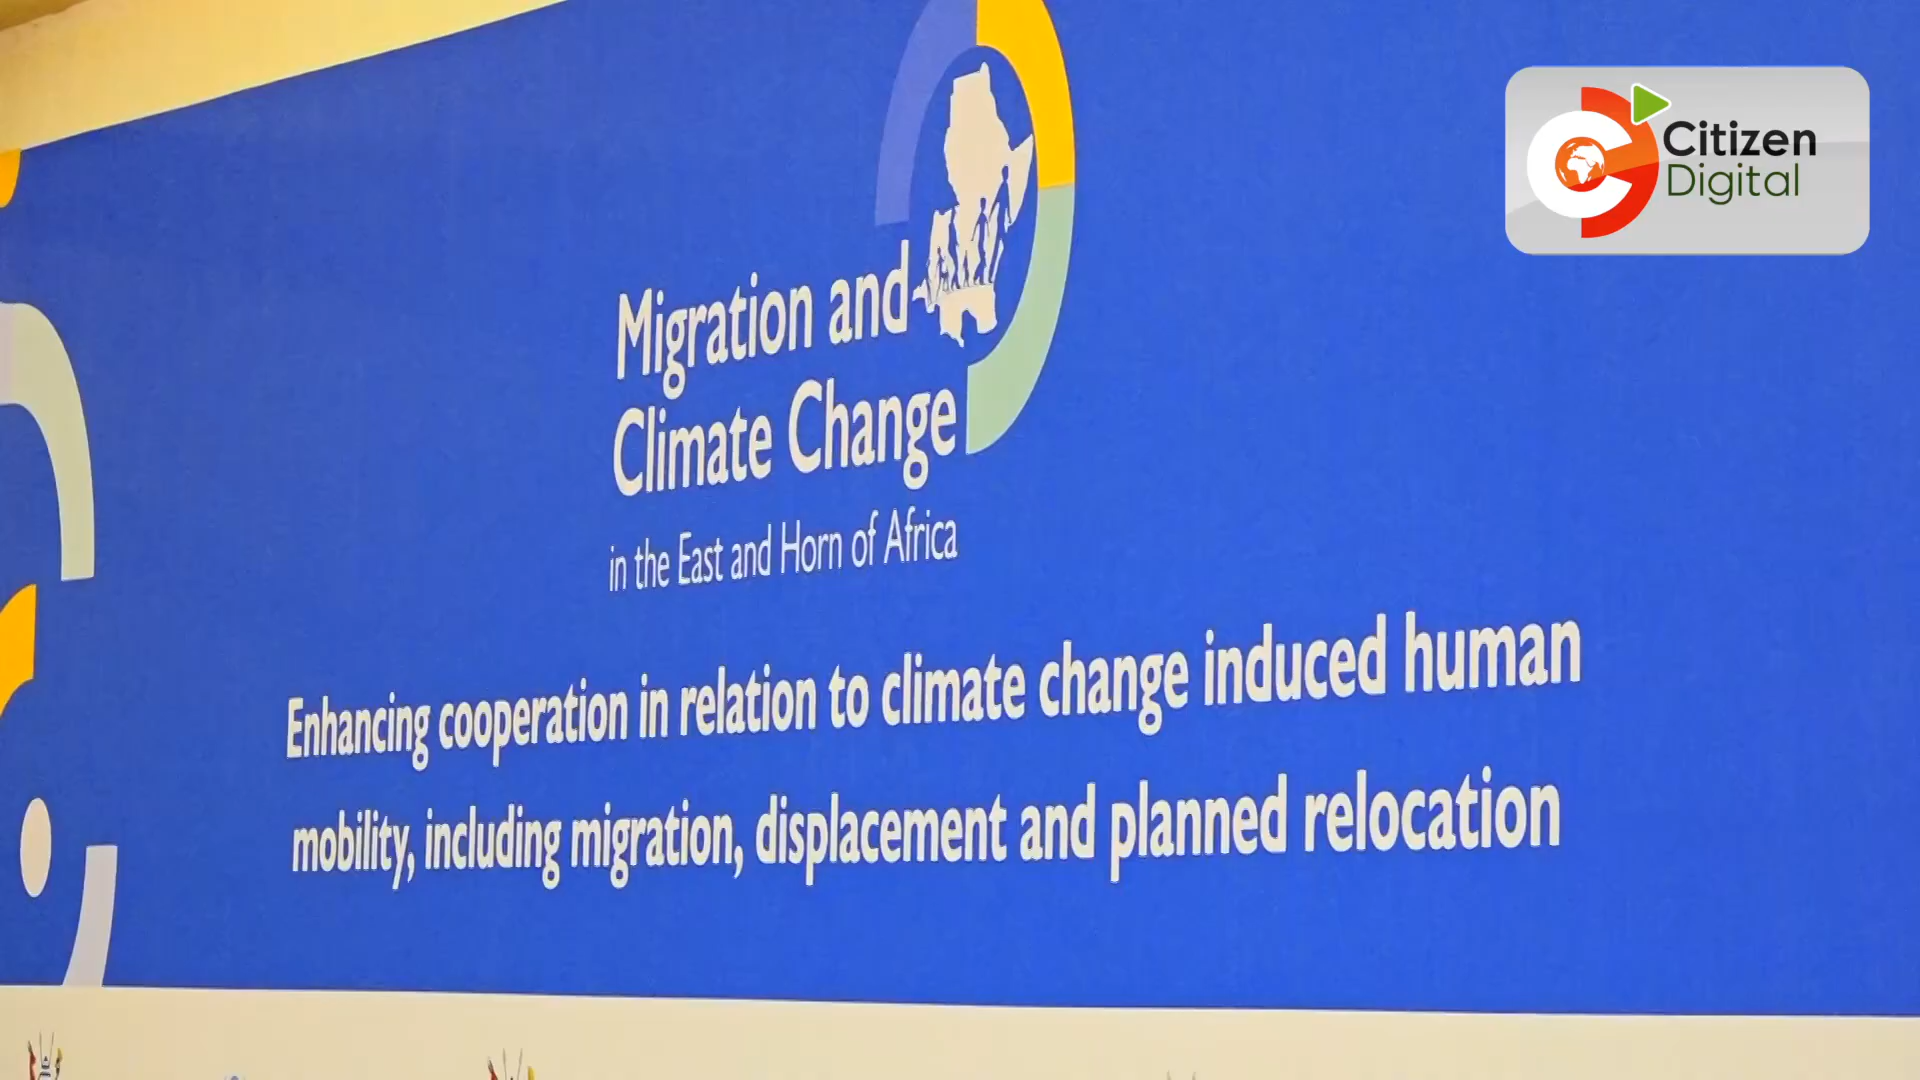 Citizen
Digital
Migration and
Climate Change
in the East and Horn of Africa
Enhancing cooperation in relation to climate change induced human
mobility, including migration, displacement and planned relocation